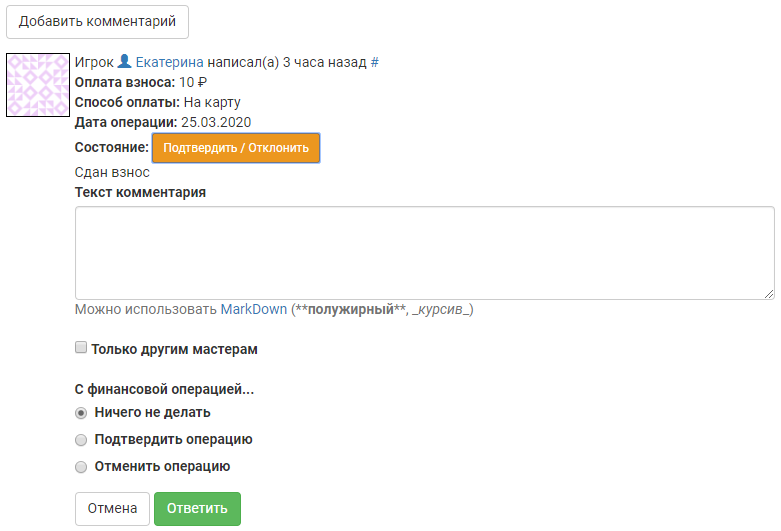 Добавить комментарий
Игрок Екатерина написал(а) 3 часа назад #
Оплата взноса: 10 ₽
Способ оплаты: На карту
Дата операции: 25.03.2020
Состояние: Подтвердить / Отклонить
Сдан взнос
Текст комментария
Можно использовать MarkDown (**полужирный**, _курсив_)
Только другим мастерам
С финансовой операцией...
Ничего не делать
Подтвердить операцию
Отменить операцию
Отмена Ответить